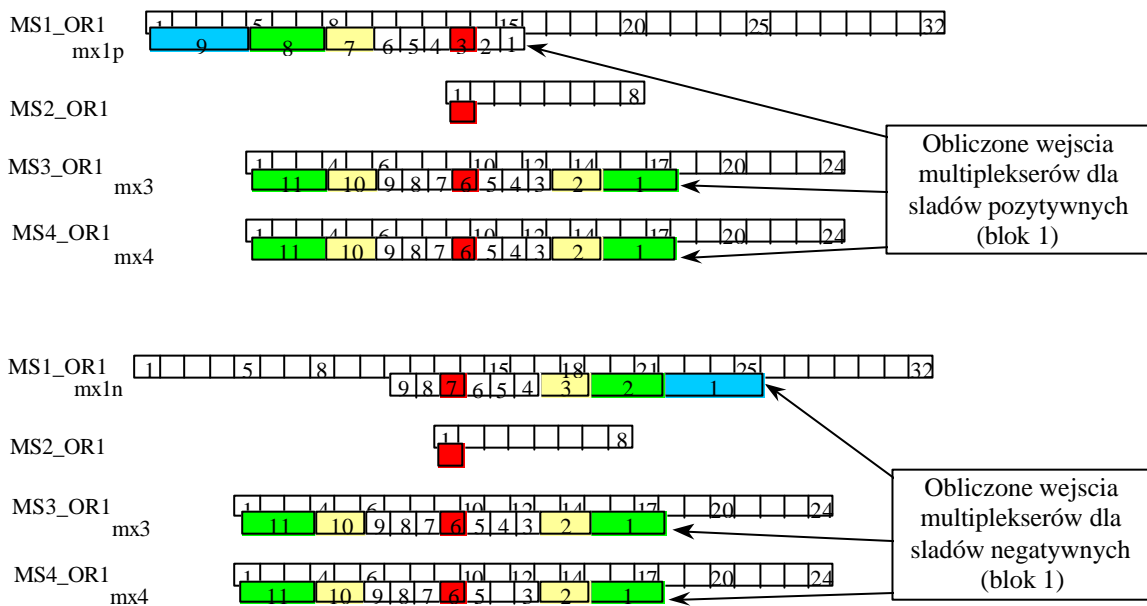 MS1_OR1 1 5 8 15 20 25 32
mx1p 9 8 7 6 5 4 3 2 1
MS2_OR1 1 8
MS3_OR1 1 4 6 10 12 14 17 20 24
mx3 11 10 9 8 7 6 5 4 3 2 1
MS4_OR1 1 4 6 10 12 14 17 20 24
mx4 11 10 9 8 7 6 5 4 3 2 1
Obliczone wejscia
multiplekserów dla
sladów pozytywnych
(blok 1)
MS1_OR1 1 5 8 15 18 21 25 32
mx1n 9 8 7 6 5 4 3 2 1
MS2_OR1 1 8
MS3_OR1 1 4 6 10 12 14 17 20 24
mx3 11 10 9 8 7 6 5 4 3 2 1
MS4_OR1 1 4 6 10 12 14 17 20 24
mx4 11 10 9 8 7 6 5 3 2 1
Obliczone wejscia
multiplekserów dla
sladów negatywnych
(blok 1)